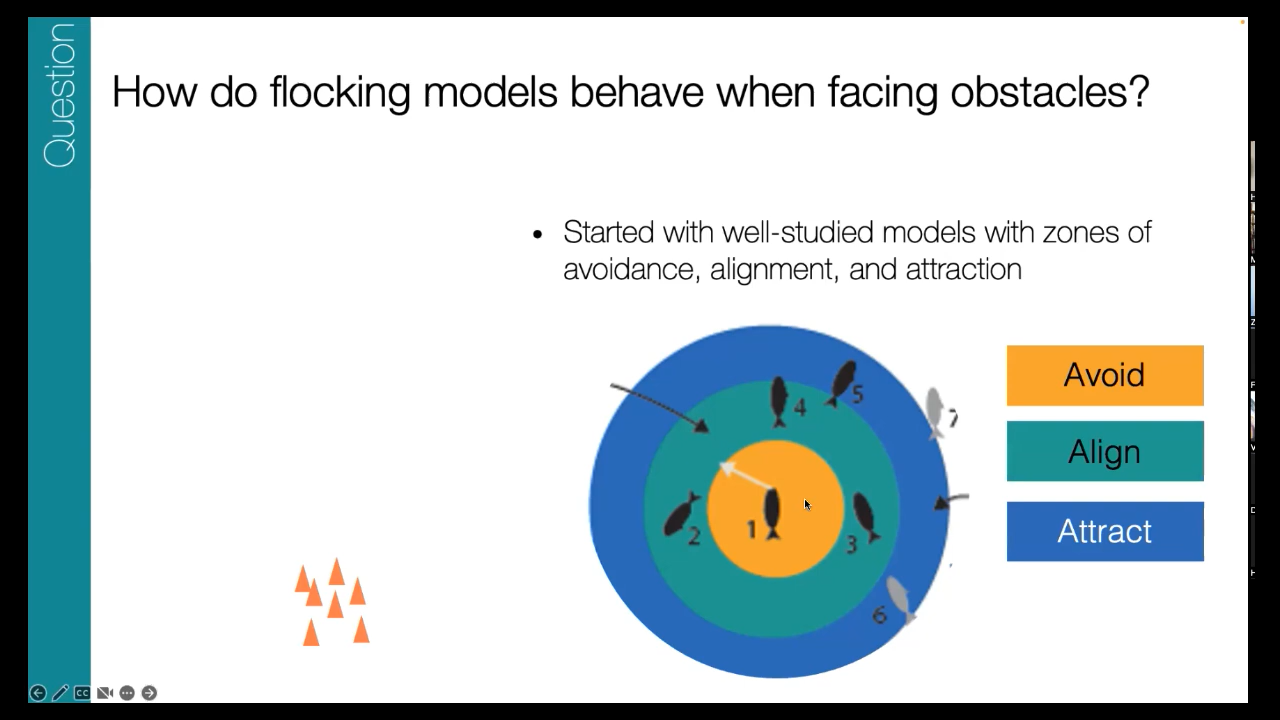 Question
How do flocking models behave when facing obstacles?
• Started with well-studied models with zones of
avoidance, alignment, and attraction
Avoid
Align
Attract
5
4
7
1
2
3
6
CC